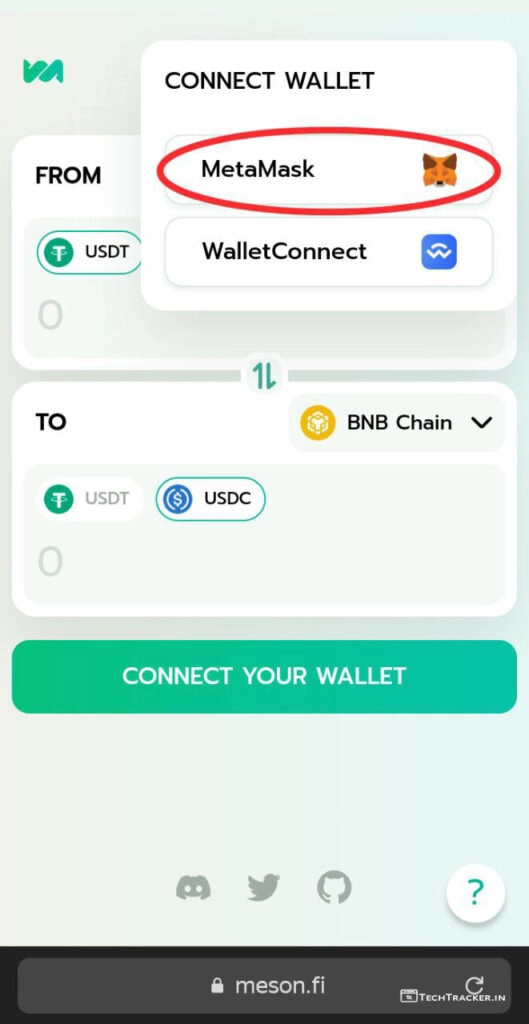 CONNECT WALLET
MetaMask
WalletConnect
FROM
USDT
0
TO
BNB Chain
USDT
USDC
0
CONNECT YOUR WALLET
?
meson.fi
TECHTRACKER.IN